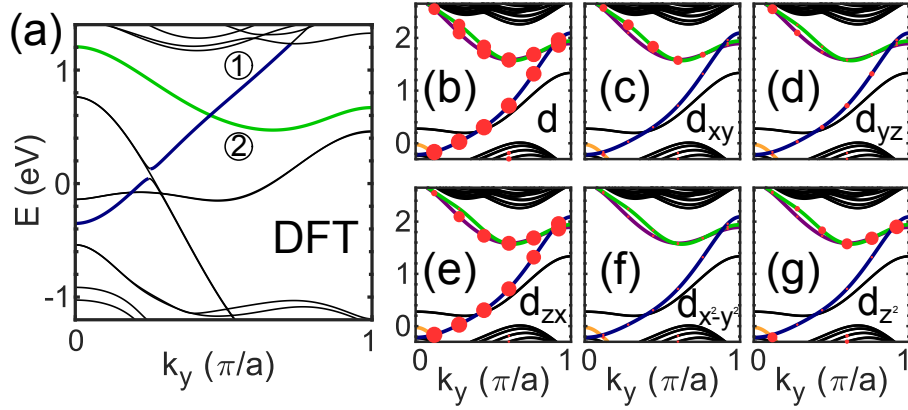 (a)
1
0
-1
E (eV)
①
②
DFT
0
1
k_y (π/a)
2
1
0
(b)
d
(c)
d_xy
(d)
d_yz
2
1
0
(e)
d_zx
(f)
d_x²-y²
(g)
d_z²
0
1
0
1
0
1
k_y (π/a)
k_y (π/a)
k_y (π/a)